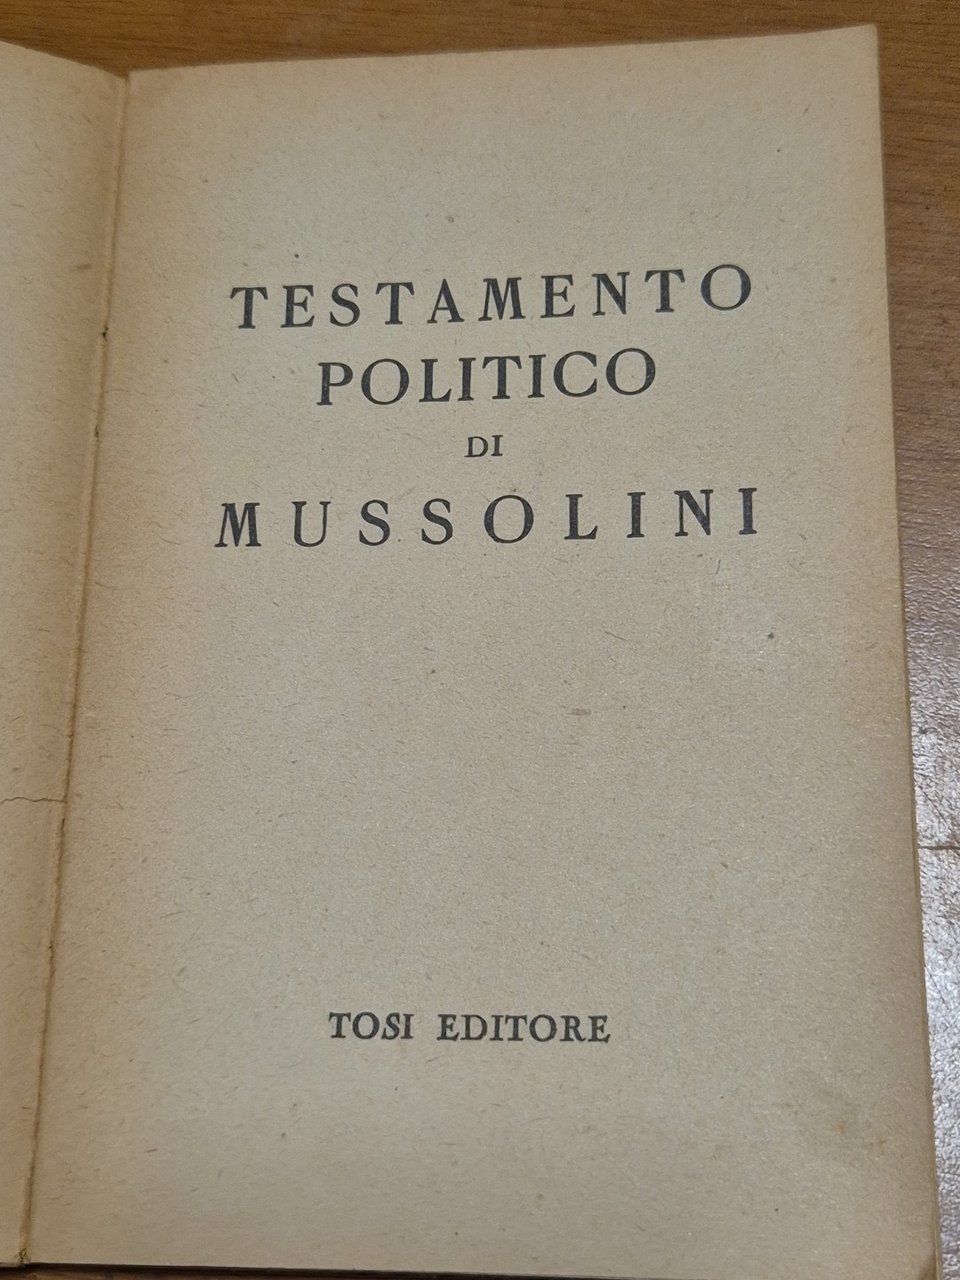 TESTAMENTO
POLITICO
DI
MUSSOLINI
TOSI EDITORE